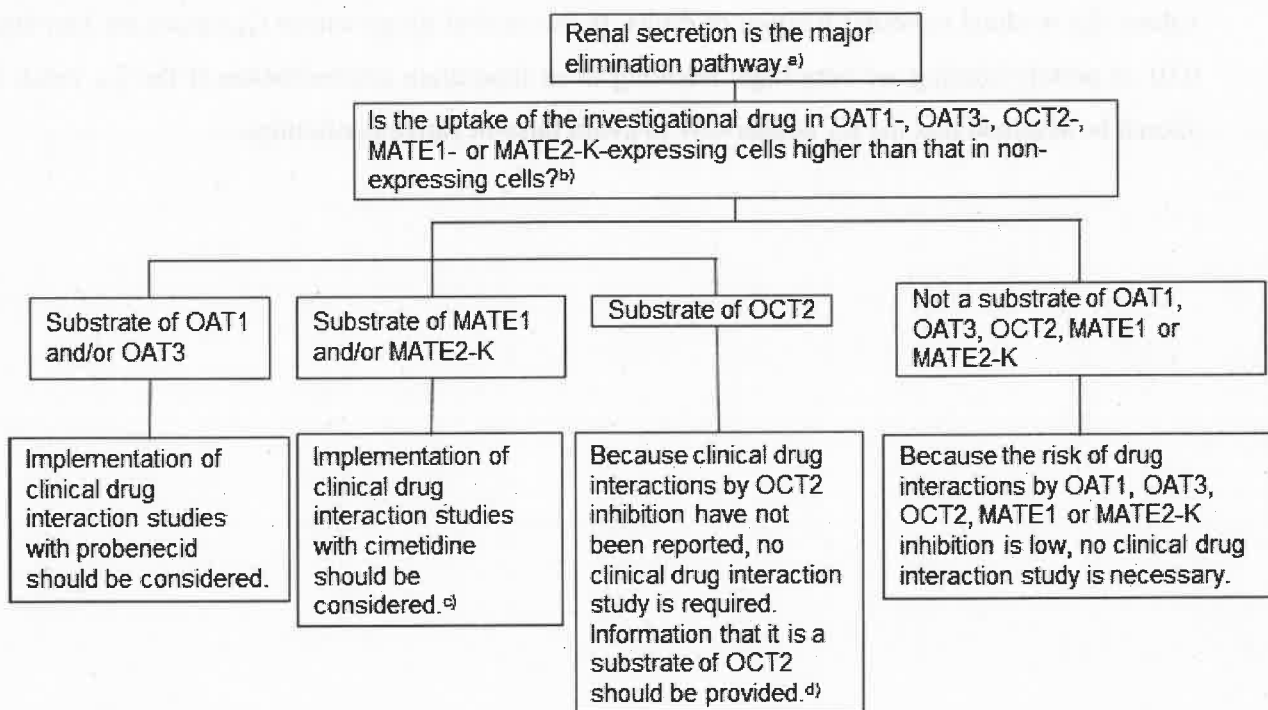 Renal secretion is the major
elimination pathway.a)
Is the uptake of the investigational drug in OAT1-, OAT3-, OCT2-,
MATE1- or MATE2-K-expressing cells higher than that in non-
expressing cells?b)
Substrate of OAT1
and/or OAT3
Substrate of MATE1
and/or MATE2-K
Substrate of OCT2
Not a substrate of OAT1,
OAT3, OCT2, MATE1 or
MATE2-K
Implementation of
clinical drug
interaction studies
with probenecid
should be considered.
Implementation of
clinical drug
interaction studies
with cimetidine
should be
considered.c)
Because clinical drug
interactions by OCT2
inhibition have not
been reported, no
clinical drug interaction
study is required.
Information that it is a
substrate of OCT2
should be provided.d)
Because the risk of drug
interactions by OAT1, OAT3,
OCT2, MATE1 or MATE2-K
inhibition is low, no clinical drug
interaction study is necessary.